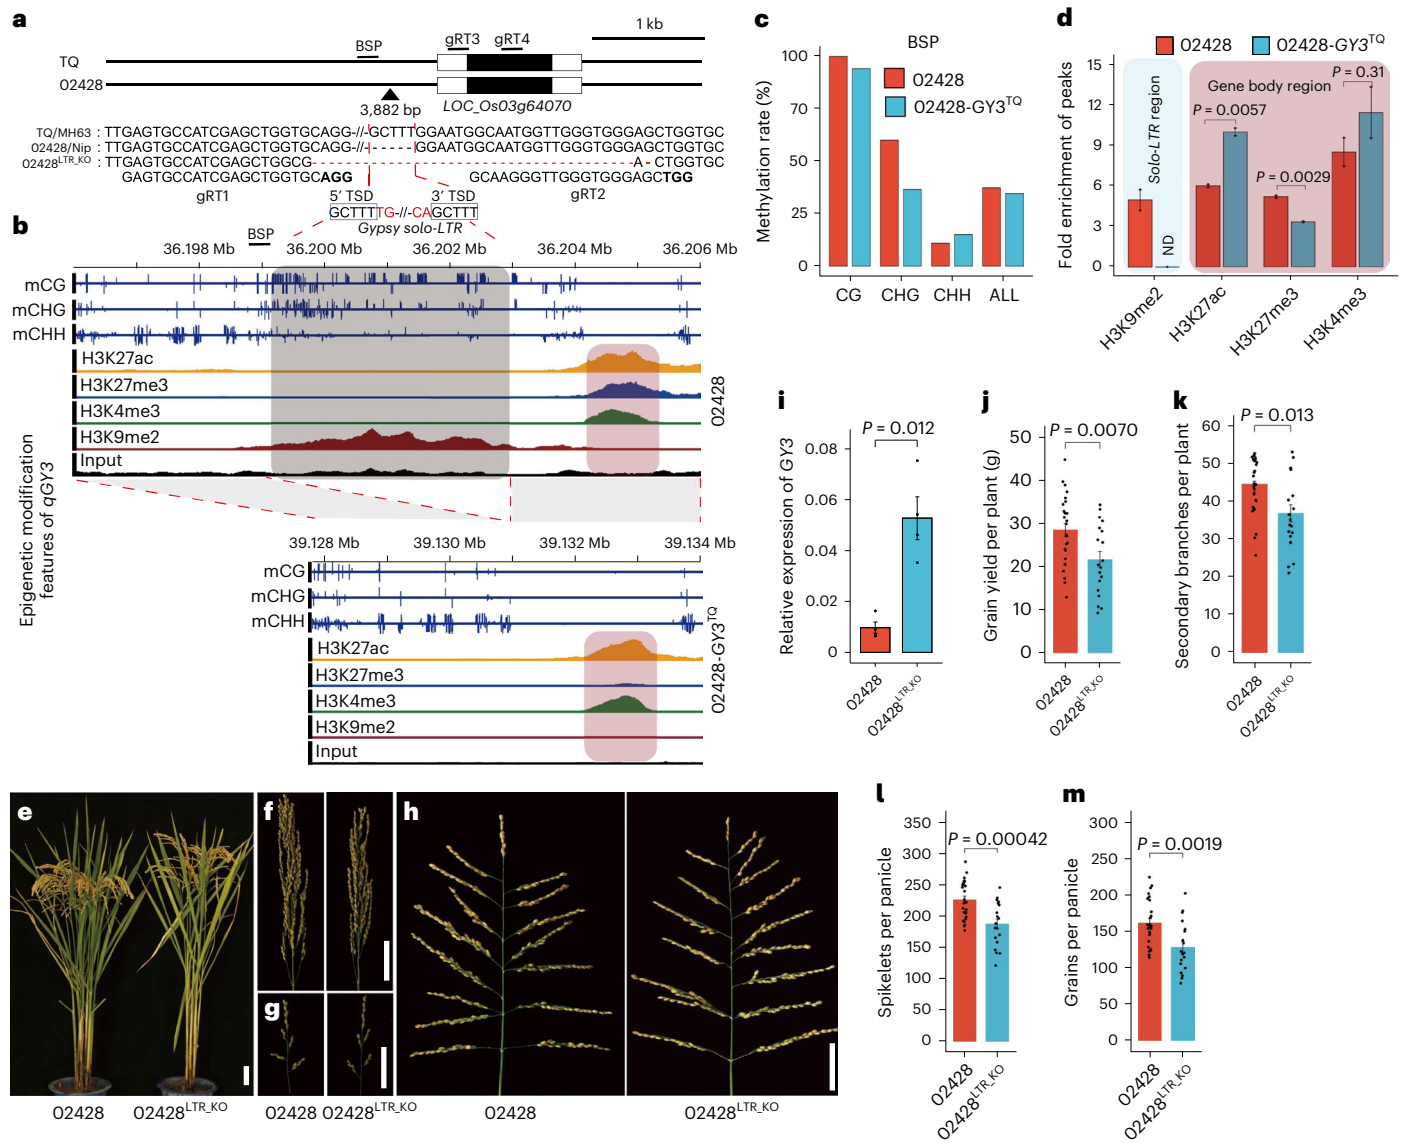 a
1 kb
BSP
gRT3
gRT4
TQ
02428
3,882 bp
LOC_Os03g64070
TQ/MH63 : TTGAGTGCCATCGAGCTGGTGCAGG-//-GCTTTGGAATGGCAATGGTTGGGTGGGAGCTGGTGC
02428/Nip : TTGAGTGCCATCGAGCTGGTGCAGG-//- - - - - -GGAATGGCAATGGTTGGGTGGGAGCTGGTGC
02428LTR_KO : TTGAGTGCCATCGAGCTGGCG- - - - - - - - - - - - - - - - - - - - - - - - - - - - - - A - CTGGTGC
GAGTGCCATCGAGCTGGTGCAGG
GCAAGGGTTGGGTGGGAGCTGG
gRT1
gRT2
5′ TSD
3′ TSD
GCTTTTG-//-CAGCTTT
Gypsy solo-LTR
b
BSP
36.198 Mb
36.200 Mb
36.202 Mb
36.204 Mb
36.206 Mb
mCG
mCHG
mCHH
H3K27ac
H3K27me3
H3K4me3
H3K9me2
Input
02428
Epigenetic modification
features of qGY3
39.128 Mb
39.130 Mb
39.132 Mb
39.134 Mb
mCG
mCHG
mCHH
H3K27ac
H3K27me3
H3K4me3
H3K9me2
Input
02428-GY3TQ
c
BSP
02428
02428-GY3TQ
Methylation rate (%)
100
75
50
25
0
CG
CHG
CHH
ALL
d
02428
02428-GY3TQ
Fold enrichment of peaks
15
12
9
6
3
0
Solo-LTR region
Gene body region
P = 0.31
P = 0.0057
P = 0.0029
ND
H3K9me2
H3K27ac
H3K27me3
H3K4me3
e
02428
02428LTR_KO
f
g
02428
02428LTR_KO
h
02428
02428LTR_KO
i
P = 0.012
Relative expression of GY3
0.08
0.06
0.04
0.02
0
02428
02428LTR_KO
j
P = 0.0070
Grain yield per plant (g)
50
40
30
20
10
0
02428
02428LTR_KO
k
P = 0.013
Secondary branches per plant
60
50
40
30
20
10
0
02428
02428LTR_KO
l
P = 0.00042
Spikelets per panicle
350
300
250
200
150
100
50
0
02428
02428LTR_KO
m
P = 0.0019
Grains per panicle
300
250
200
150
100
50
0
02428
02428LTR_KO